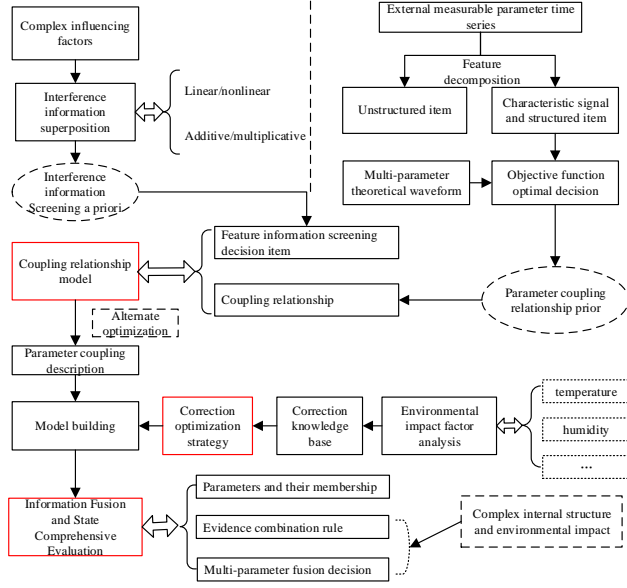 Complex influencing
factors
External measurable parameter time
series
Feature
decomposition
Interference
information
superposition
Linear/nonlinear
Additive/multiplicative
Unstructured item
Characteristic signal
and structured item
Interference
information
Screening a priori
Multi-parameter
theoretical waveform
Objective function
optimal decision
Feature information screening
decision item
Coupling relationship
model
Coupling relationship
Parameter coupling
relationship prior
Alternate
optimization
Parameter coupling
description
Model building
Correction
optimization
strategy
Correction
knowledge
base
Environmental
impact factor
analysis
temperature
humidity
...
Information Fusion
and State
Comprehensive
Evaluation
Parameters and their membership
Evidence combination rule
Multi-parameter fusion decision
Complex internal structure
and environmental impact